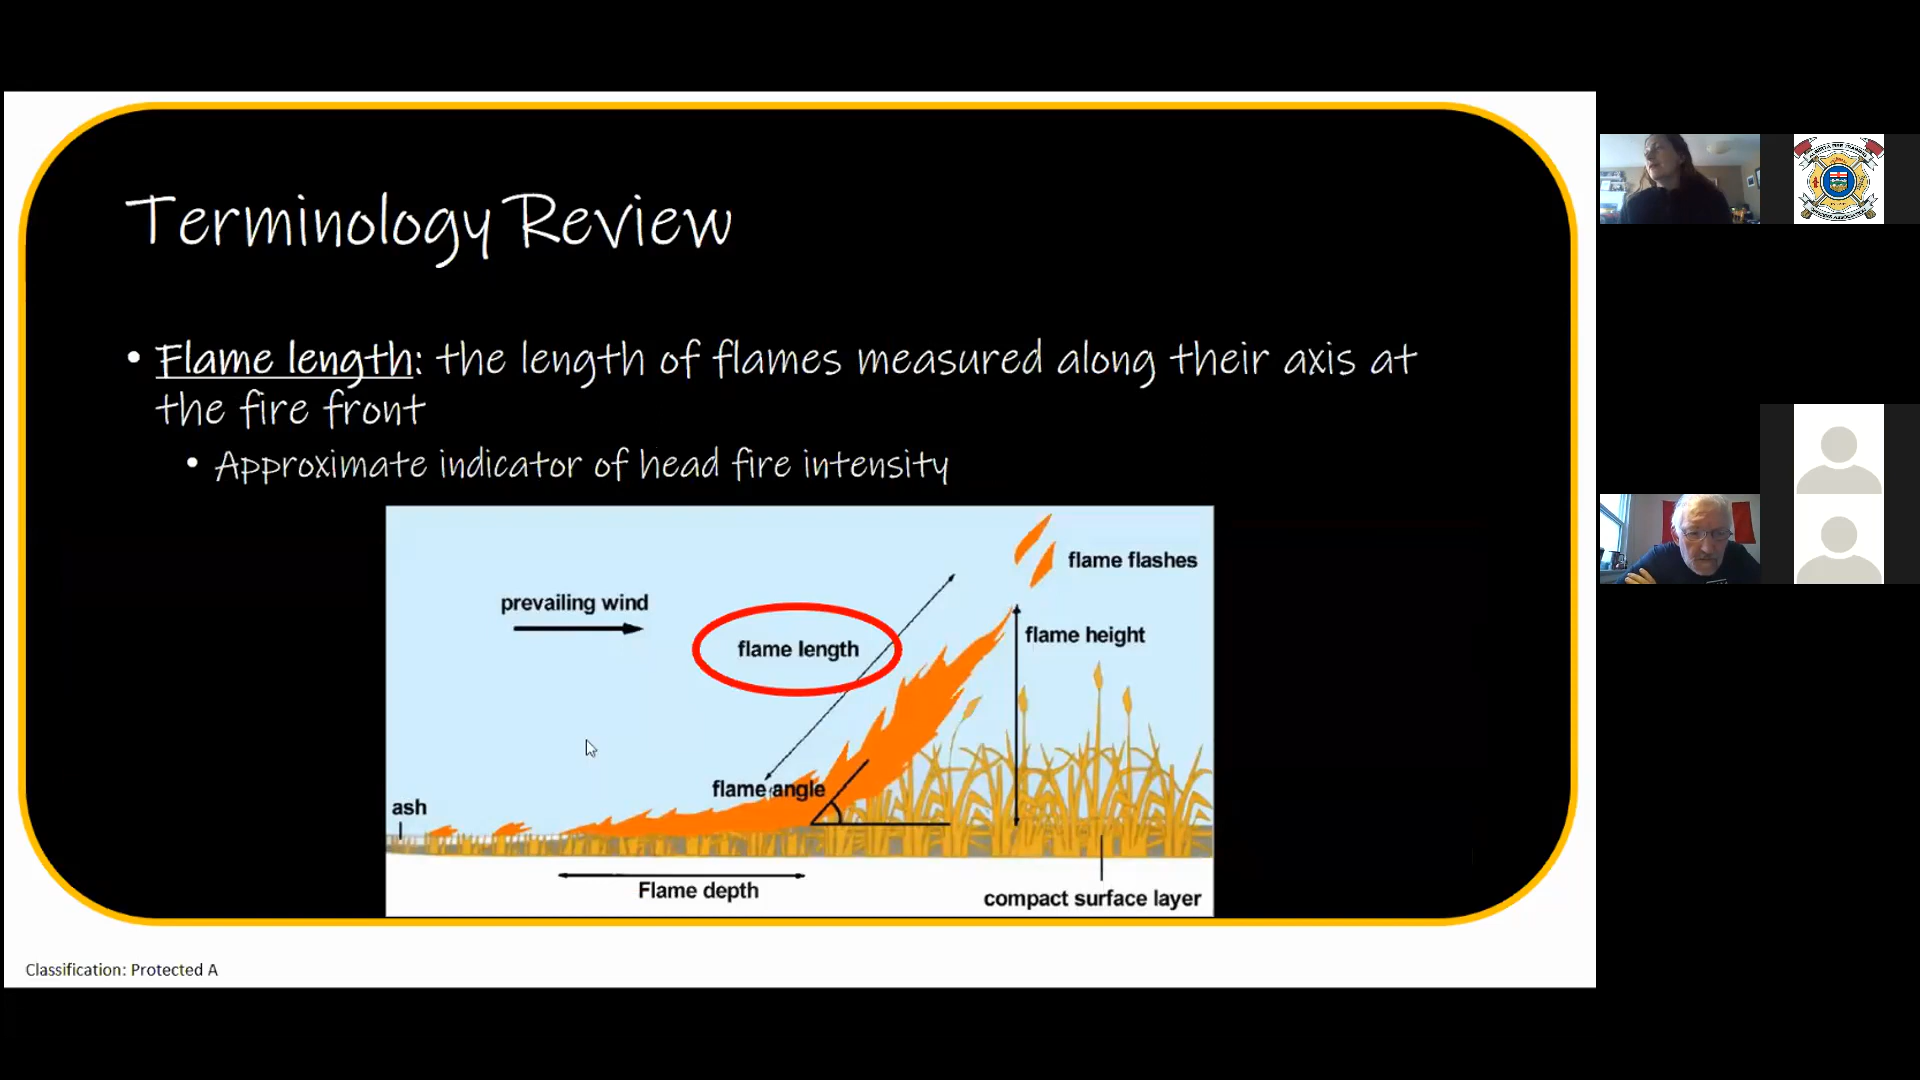 Terminology Review
• Flame length: the length of flames measured along their axis at
the fire front
• Approximate indicator of head fire intensity
flame flashes
prevailing wind
flame height
flame length
flame angle
ash
Flame depth
compact surface layer
Classification: Protected A